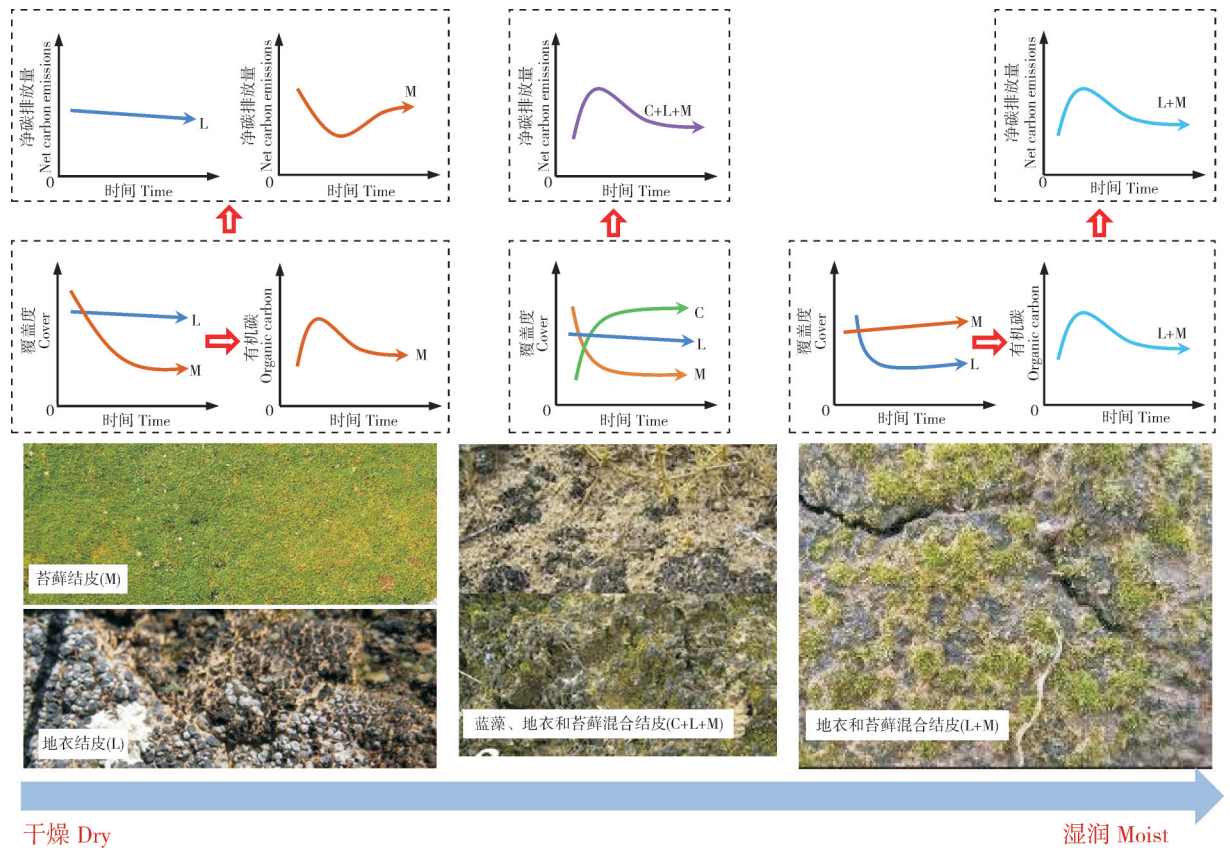 净碳排放量
Net carbon emissions
0
时间 Time
L
净碳排放量
Net carbon emissions
0
时间 Time
M
净碳排放量
Net carbon emissions
0
时间 Time
C+L+M
净碳排放量
Net carbon emissions
0
时间 Time
L+M
覆盖度
Cover
0
时间 Time
L
M
有机碳
Organic carbon
0
时间 Time
M
覆盖度
Cover
0
时间 Time
C
L
M
覆盖度
Cover
0
时间 Time
M
L
有机碳
Organic carbon
0
时间 Time
L+M
苔藓结皮(M)
地衣结皮(L)
蓝藻、地衣和苔藓混合结皮(C+L+M)
地衣和苔藓混合结皮(L+M)
干燥 Dry
湿润 Moist